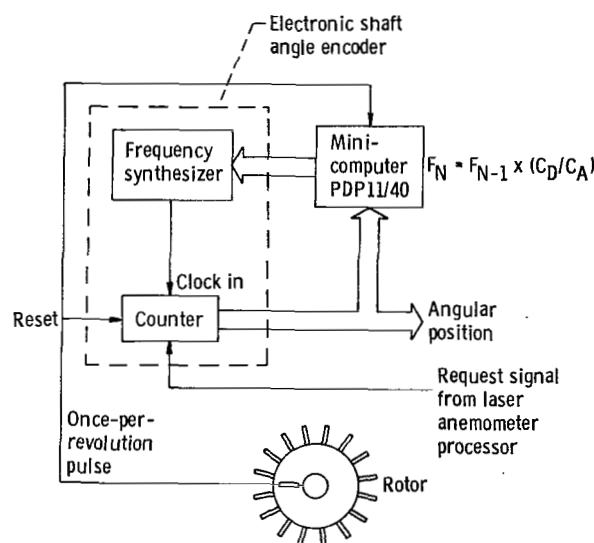 Electronic shaft
angle encoder
Frequency
synthesizer
Mini-
computer
PDP11/40
F_N = F_{N-1} x (C_D/C_A)
Clock in
Reset
Counter
Angular
position
Request signal
from laser
anemometer
processor
Once-per-
revolution
pulse
Rotor